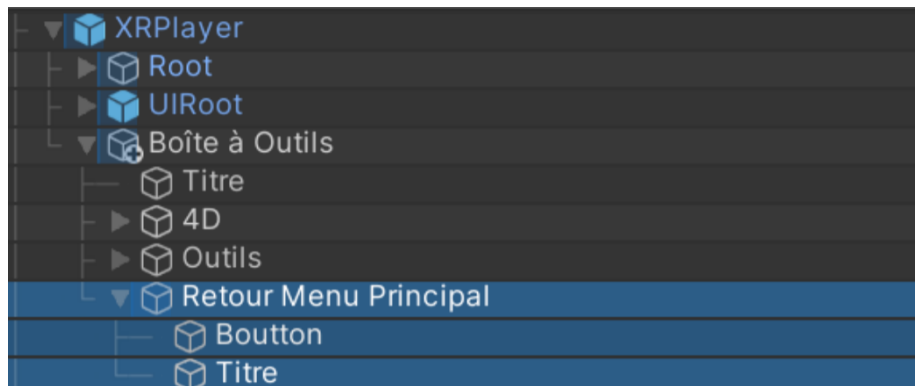 XRPlayer
Root
UIRoot
Boîte à Outils
Titre
4D
Outils
Retour Menu Principal
Boutton
Titre